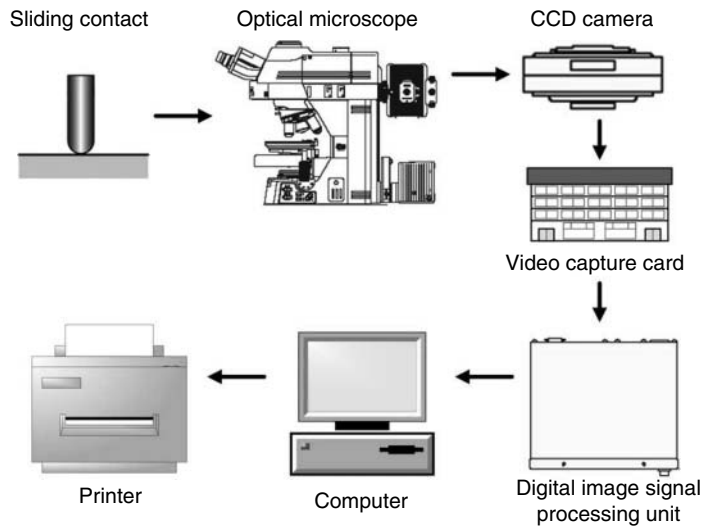 Sliding contact
Optical microscope
CCD camera
Video capture card
Printer
Computer
Digital image signal
processing unit